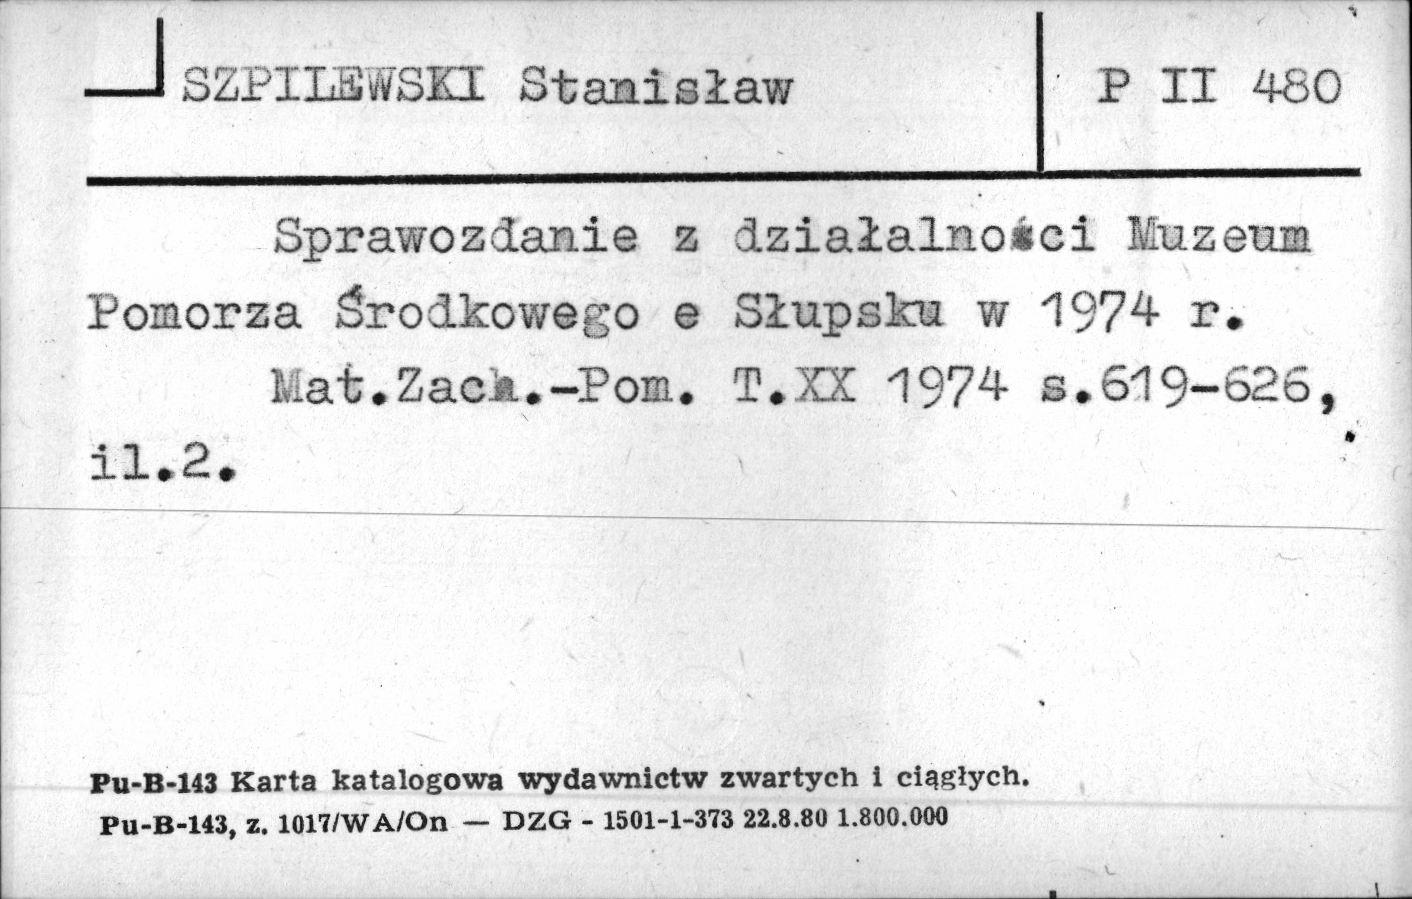 SZPILEWSKI Stanisław P II 480
Sprawozdanie z działalności Muzeum
Pomorza Środkowego e Słupsku w 1974 r.
Mat.Zach.-Pom. T.XX 1974 s.619-626,
il.2.
Pu-B-143 Karta katalogowa wydawnictw zwartych i ciągłych.
Pu-B-143, z. 1017/WA/On — DZG - 1501-1-373 22.8.80 1.800.000